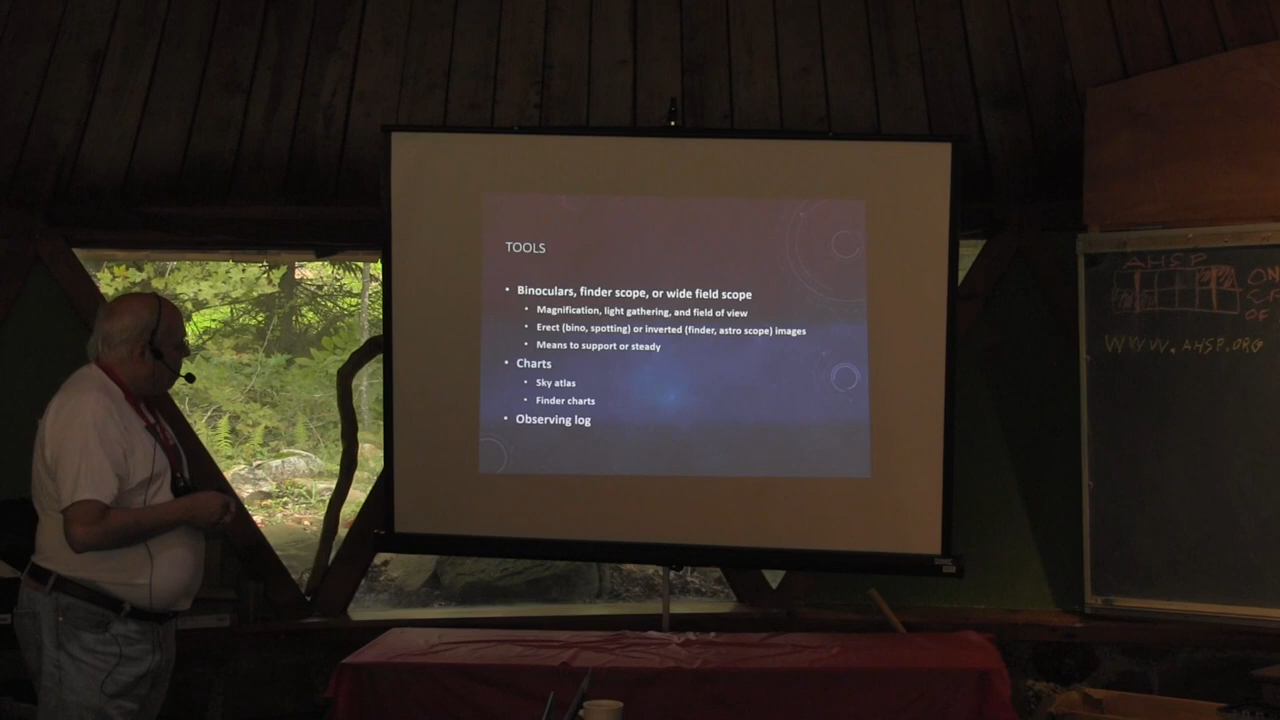 TOOLS
• Binoculars, finder scope, or wide field scope
• Magnification, light gathering, and field of view
• Erect (bino, spotting) or inverted (finder, astro scope) images
• Means to support or steady
• Charts
• Sky atlas
• Finder charts
• Observing log
AHSP
ON
OF
WWW.AHSP.ORG